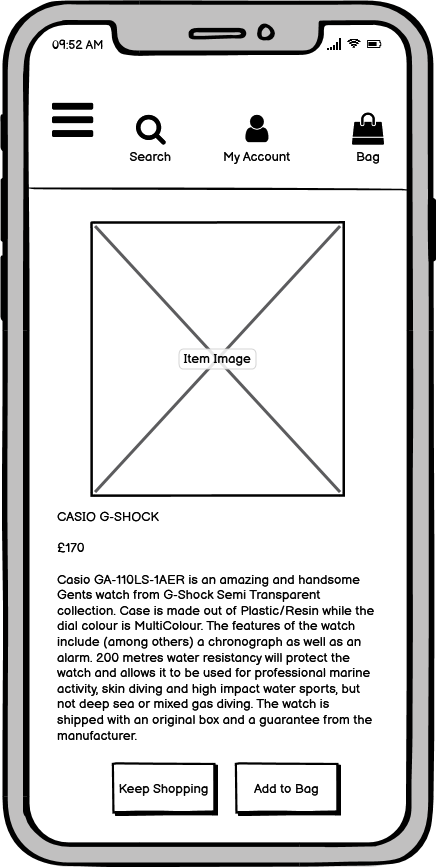 09:52 AM
Search
My Account
Bag
Item Image
CASIO G-SHOCK
£170
Casio GA-110LS-1AER is an amazing and handsome
Gents watch from G-Shock Semi Transparent
collection. Case is made out of Plastic/Resin while the
dial colour is MultiColour. The features of the watch
include (among others) a chronograph as well as an
alarm. 200 metres water resistancy will protect the
watch and allows it to be used for professional marine
activity, skin diving and high impact water sports, but
not deep sea or mixed gas diving. The watch is
shipped with an original box and a guarantee from the
manufacturer.
Keep Shopping
Add to Bag